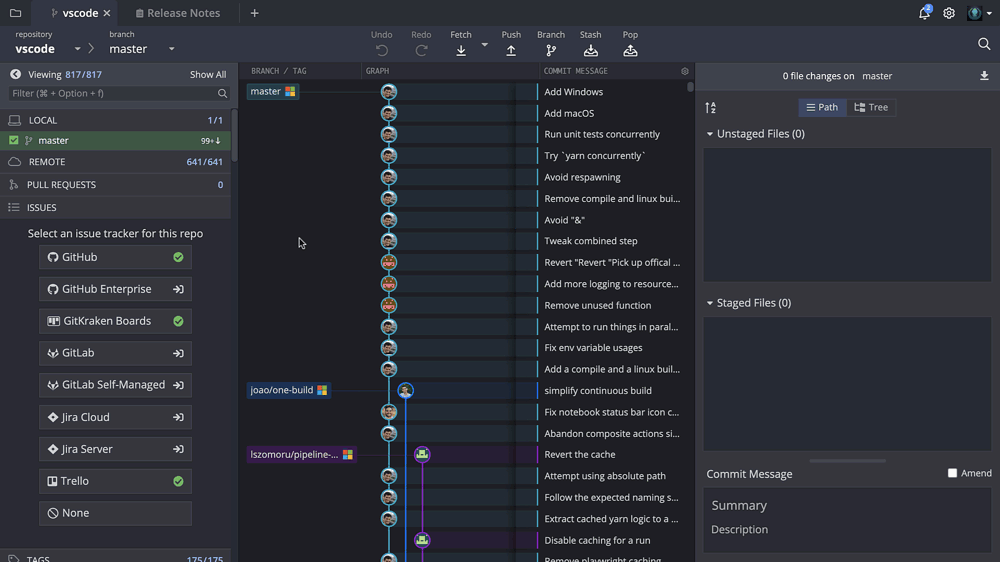 vscode
Release Notes
2
repository
vscode
branch
master
Undo
Redo
Fetch
Push
Branch
Stash
Pop
Viewing 817/817
Show All
Filter (⌘ + Option + f)
LOCAL
1/1
master
99+↓
REMOTE
641/641
PULL REQUESTS
0
ISSUES
Select an issue tracker for this repo
GitHub
GitHub Enterprise
GitKraken Boards
GitLab
GitLab Self-Managed
Jira Cloud
Jira Server
Trello
None
TAGS
175/175
BRANCH / TAG
GRAPH
COMMIT MESSAGE
master
Add Windows
Add macOS
Run unit tests concurrently
Try `yarn concurrently`
Avoid respawning
Remove compile and linux bui...
Avoid "&"
Tweak combined step
Revert "Revert "Pick up offical ...
Add more logging to resource...
Remove unused function
Attempt to run things in paral...
Fix env variable usages
Add a compile and a linux buil...
joao/one-build
simplify continuous build
Fix notebook status bar icon c...
Abandon composite actions si...
lszomoru/pipeline-...
Revert the cache
Attempt using absolute path
Follow the expected naming s...
Extract cached yarn logic to a ...
Disable caching for a run
Remove playwright caching
0 file changes on master
A
Z
Path
Tree
Unstaged Files (0)
Staged Files (0)
Commit Message
Amend
Summary
Description